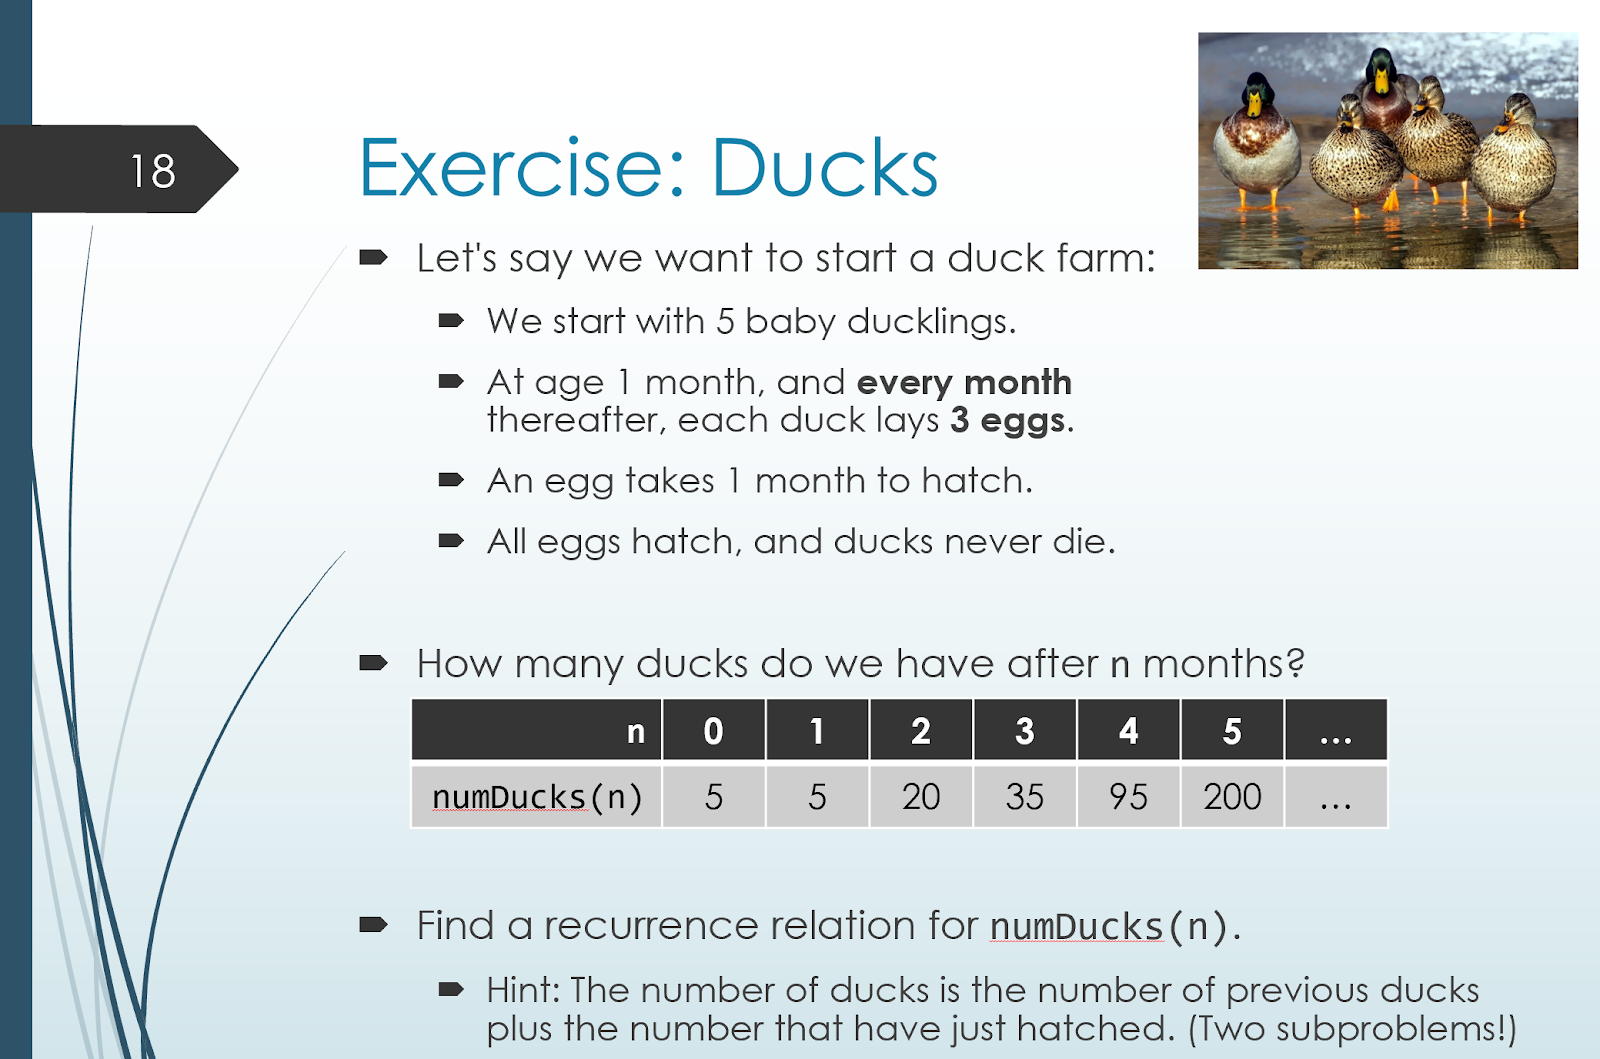 18
Exercise: Ducks
Let's say we want to start a duck farm:
We start with 5 baby ducklings.
At age 1 month, and every month
thereafter, each duck lays 3 eggs.
An egg takes 1 month to hatch.
All eggs hatch, and ducks never die.
How many ducks do we have after n months?
n 0 1 2 3 4 5 ...
numDucks(n) 5 5 20 35 95 200 ...
Find a recurrence relation for numDucks(n).
Hint: The number of ducks is the number of previous ducks
plus the number that have just hatched. (Two subproblems!)